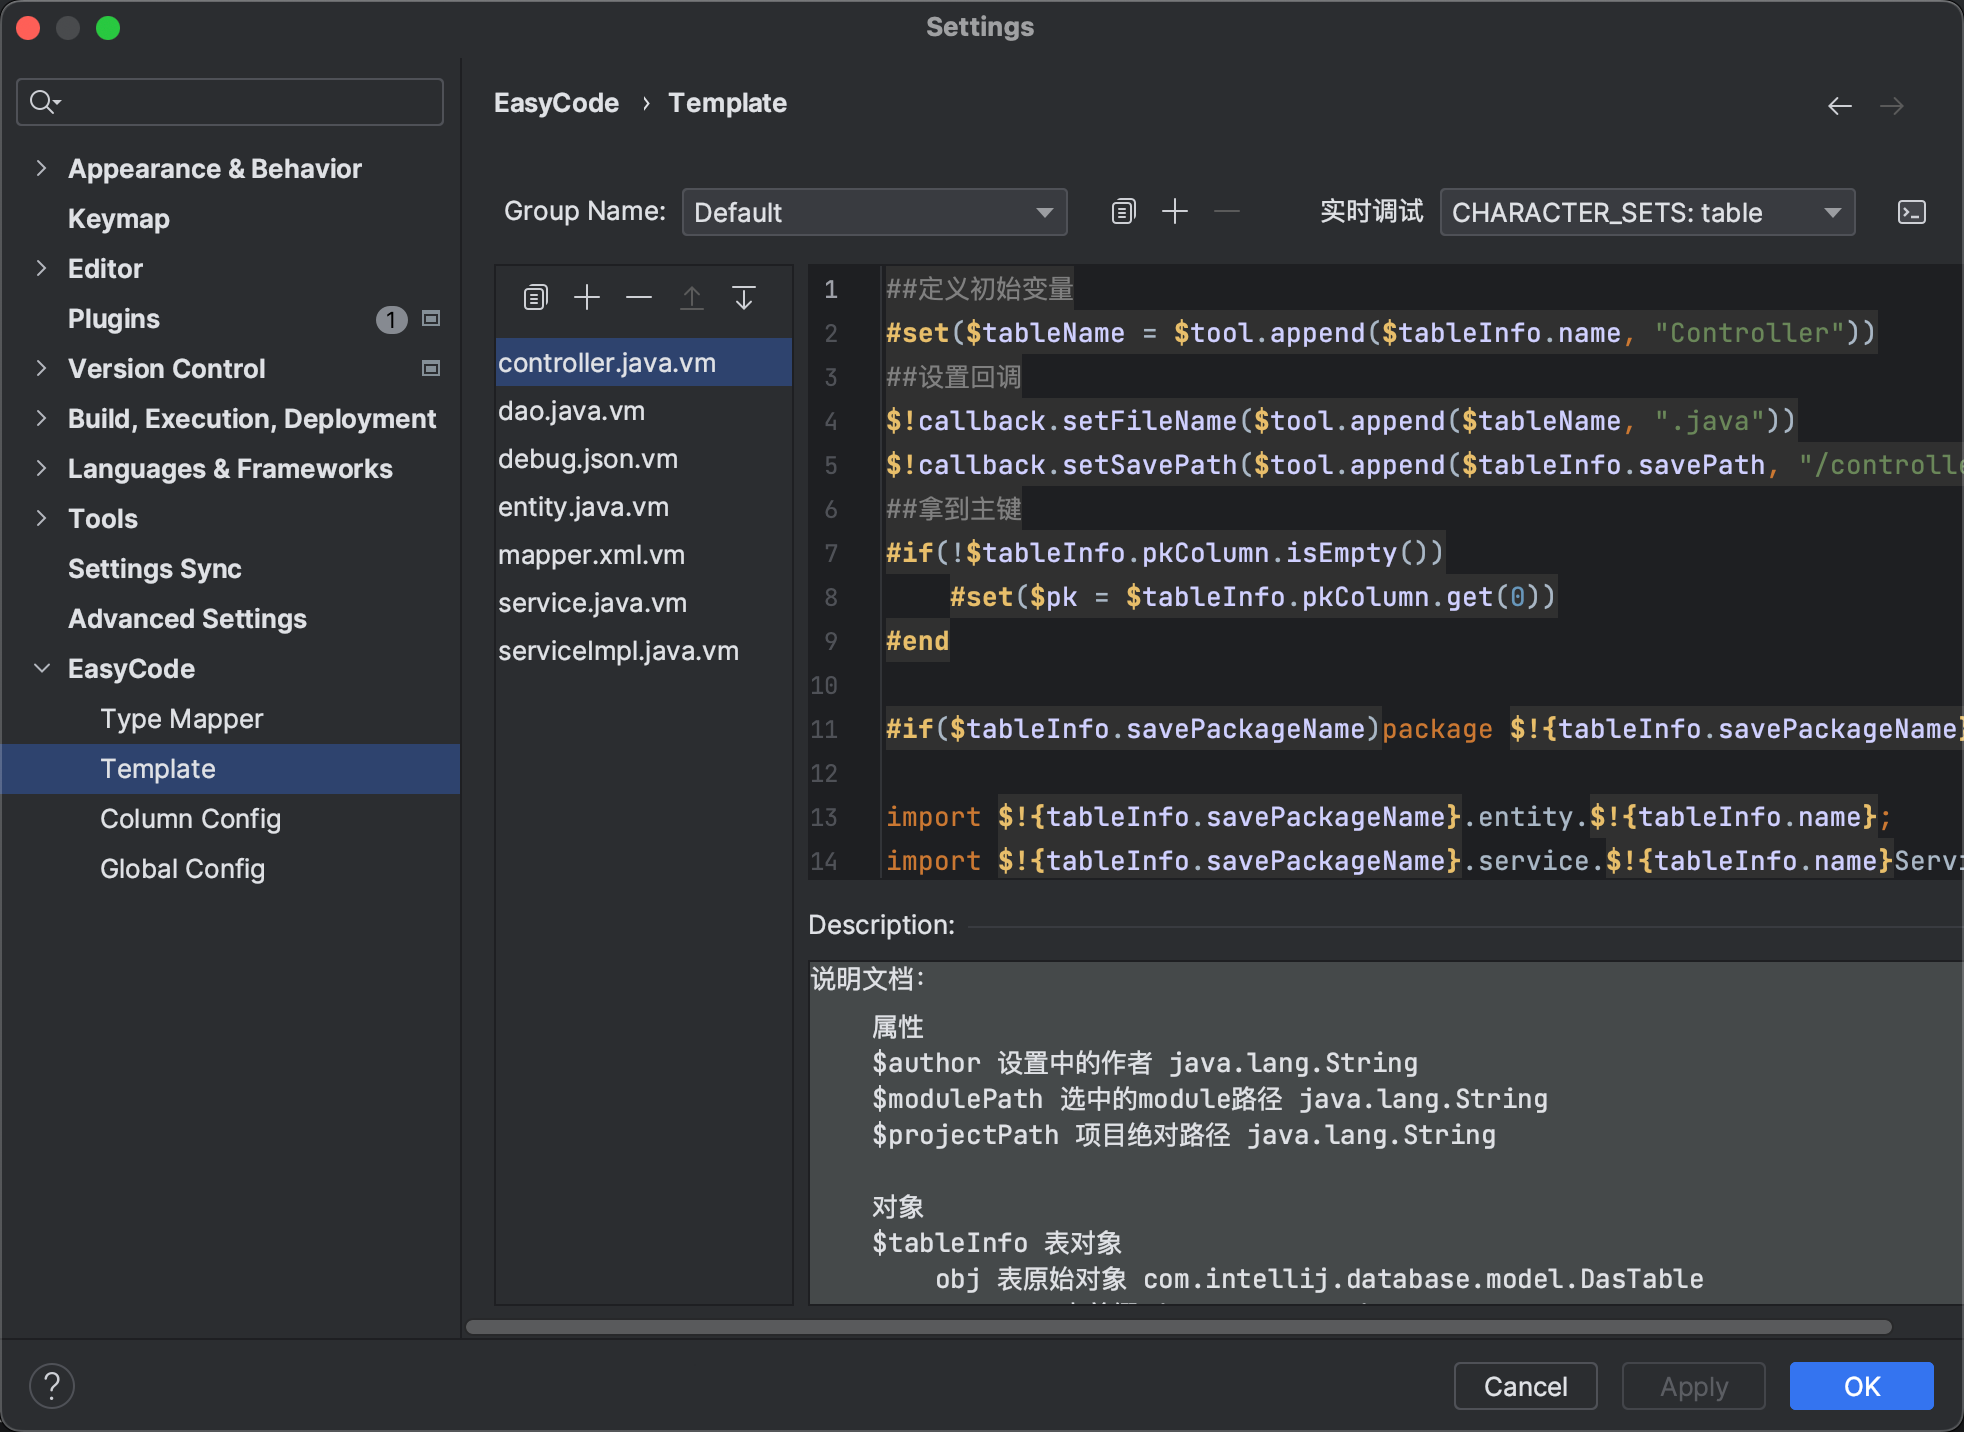 Settings
EasyCode › Template
Appearance & Behavior
Keymap
Editor
Plugins 1
Version Control
Build, Execution, Deployment
Languages & Frameworks
Tools
Settings Sync
Advanced Settings
EasyCode
Type Mapper
Template
Column Config
Global Config
Group Name: Default
实时调试 CHARACTER_SETS: table
controller.java.vm
dao.java.vm
debug.json.vm
entity.java.vm
mapper.xml.vm
service.java.vm
serviceImpl.java.vm
1 ##定义初始变量
2 #set($tableName = $tool.append($tableInfo.name, "Controller"))
3 ##设置回调
4 $!callback.setFileName($tool.append($tableName, ".java"))
5 $!callback.setSavePath($tool.append($tableInfo.savePath, "/controlle
6 ##拿到主键
7 #if(!$tableInfo.pkColumn.isEmpty())
8 #set($pk = $tableInfo.pkColumn.get(0))
9 #end
10
11 #if($tableInfo.savePackageName)package $!{tableInfo.savePackageName}
12
13 import $!{tableInfo.savePackageName}.entity.$!{tableInfo.name};
14 import $!{tableInfo.savePackageName}.service.$!{tableInfo.name}Servi
Description:
说明文档：
属性
$author 设置中的作者 java.lang.String
$modulePath 选中的module路径 java.lang.String
$projectPath 项目绝对路径 java.lang.String
对象
$tableInfo 表对象
obj 表原始对象 com.intellij.database.model.DasTable
?
Cancel
Apply
OK